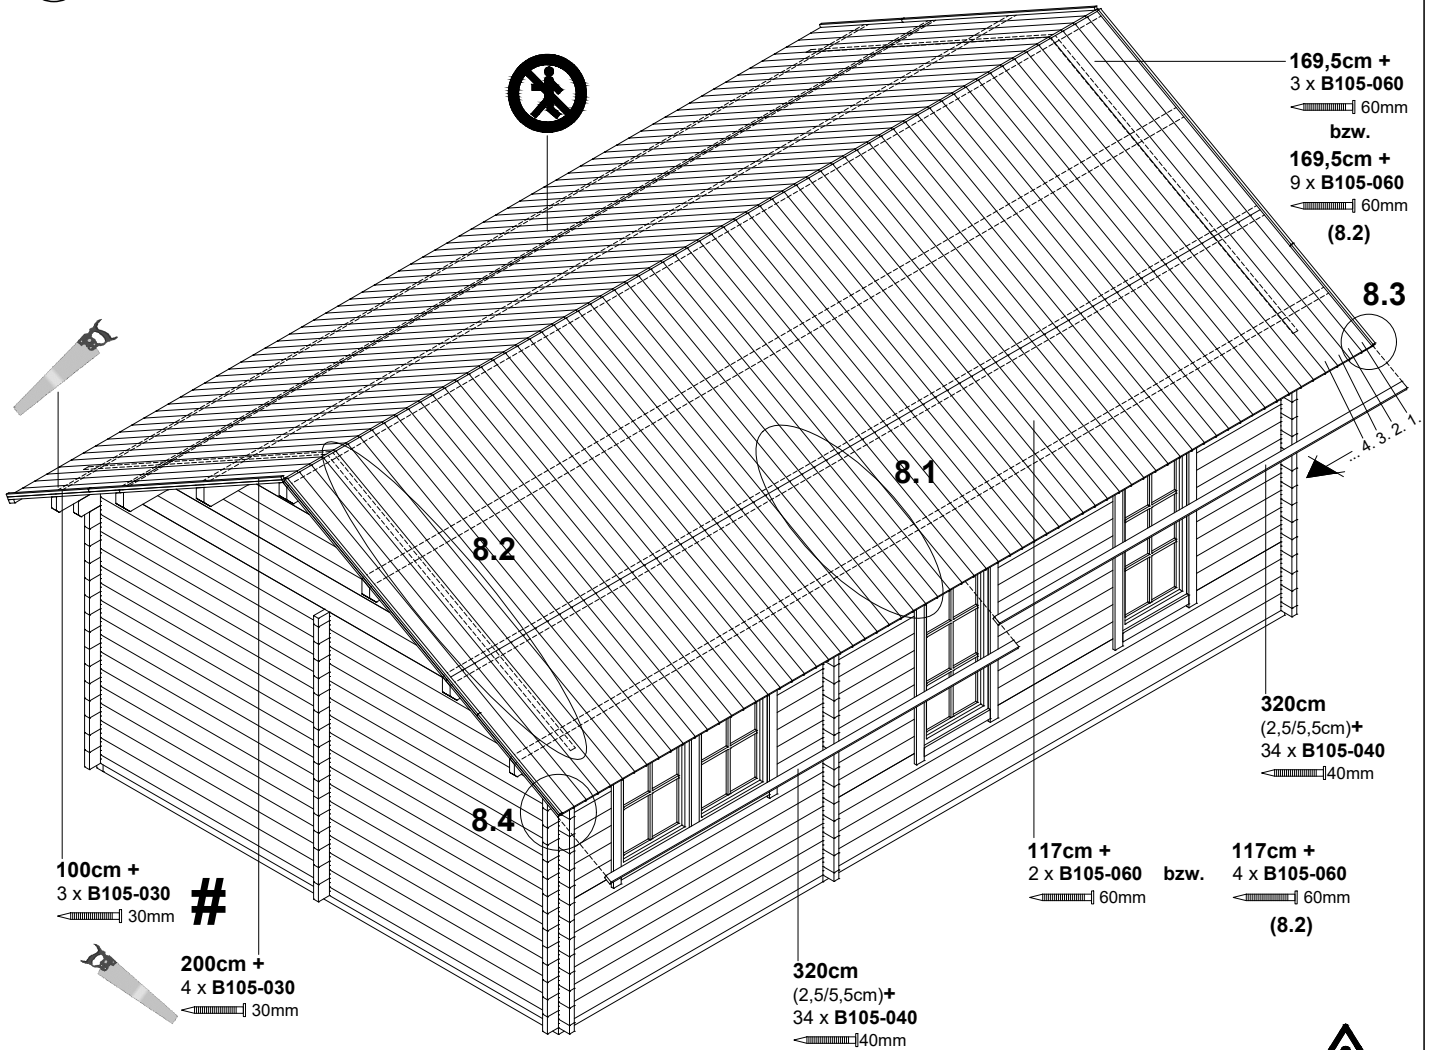 169,5cm +
3 x B105-060
60mm
bzw.
169,5cm +
9 x B105-060
60mm
(8.2)
8.3
... 4. 3. 2. 1.
8.1
8.2
8.4
320cm
(2,5/5,5cm)+
34 x B105-040
40mm
117cm +
2 x B105-060 bzw.
60mm
117cm +
4 x B105-060
60mm
(8.2)
100cm +
3 x B105-030
30mm
#
200cm +
4 x B105-030
30mm
320cm
(2,5/5,5cm)+
34 x B105-040
40mm